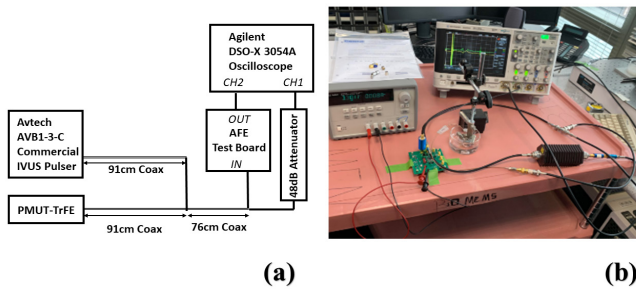 Agilent
DSO-X 3054A
Oscilloscope
CH2 CH1
Avtech
AVB1-3-C
Commercial
IVUS Pulser
OUT
AFE
Test Board
IN
48dB Attenuator
91cm Coax
PMUT-TrFE
91cm Coax
76cm Coax
MEMS
(a)
(b)